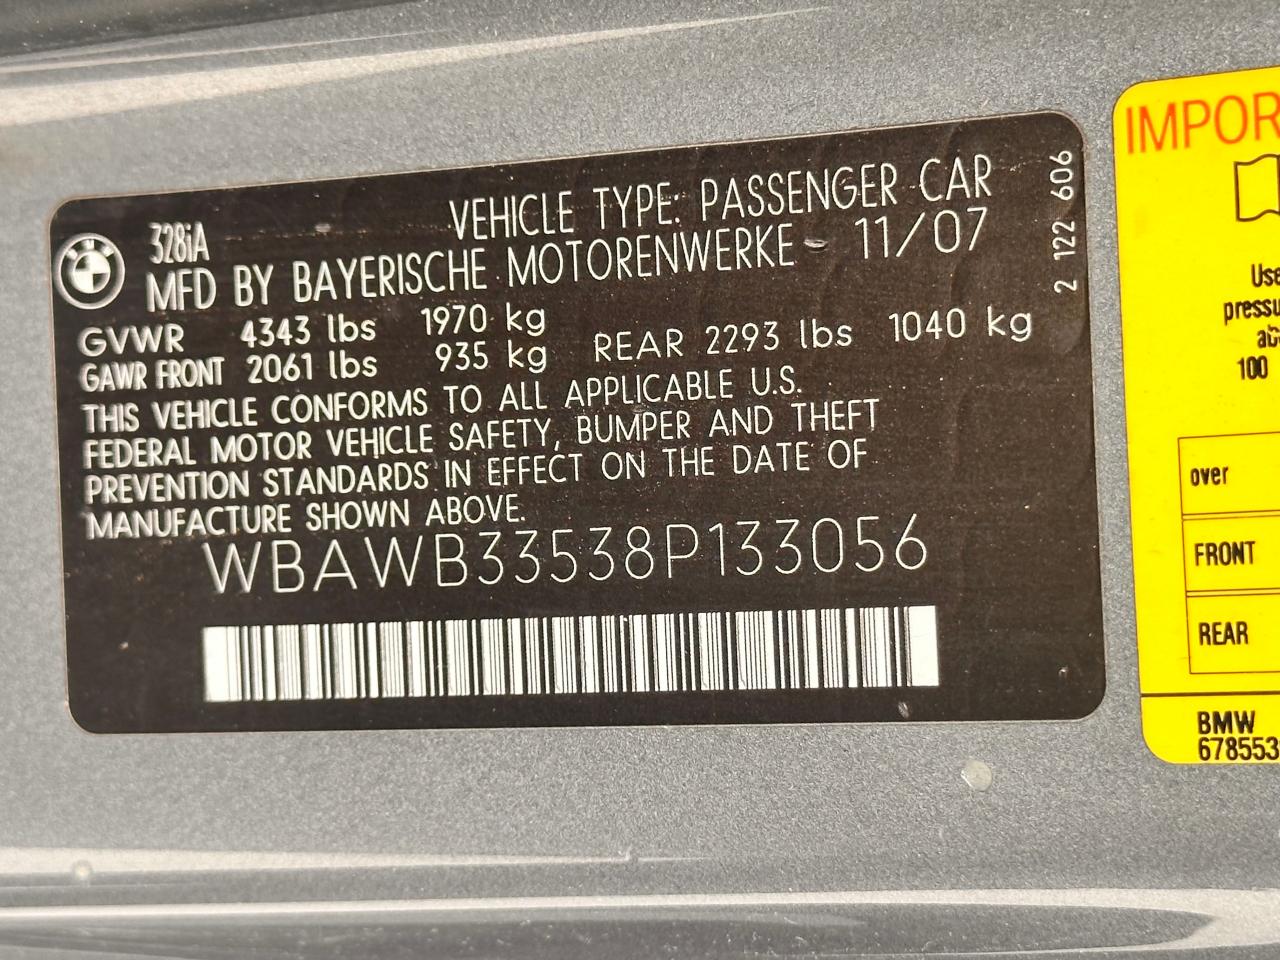 328iA
VEHICLE TYPE: PASSENGER CAR
MFD BY BAYERISCHE MOTORENWERKE - 11/07
GVWR 4343 lbs 1970 kg
GAWR FRONT 2061 lbs 935 kg REAR 2293 lbs 1040 kg
THIS VEHICLE CONFORMS TO ALL APPLICABLE U.S.
FEDERAL MOTOR VEHICLE SAFETY, BUMPER AND THEFT
PREVENTION STANDARDS IN EFFECT ON THE DATE OF
MANUFACTURE SHOWN ABOVE.
WBAWB33538P133056
2 122 606
IMPOR
Use
pressu
100
over
FRONT
REAR
BMW
678553